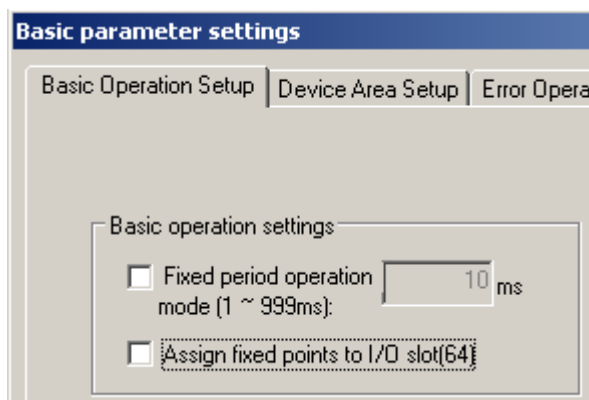 Basic parameter settings
Basic Operation Setup
Device Area Setup
Error Opera
Basic operation settings
Fixed period operation
mode (1 ~ 999ms):
10 ms
Assign fixed points to I/O slot(64)